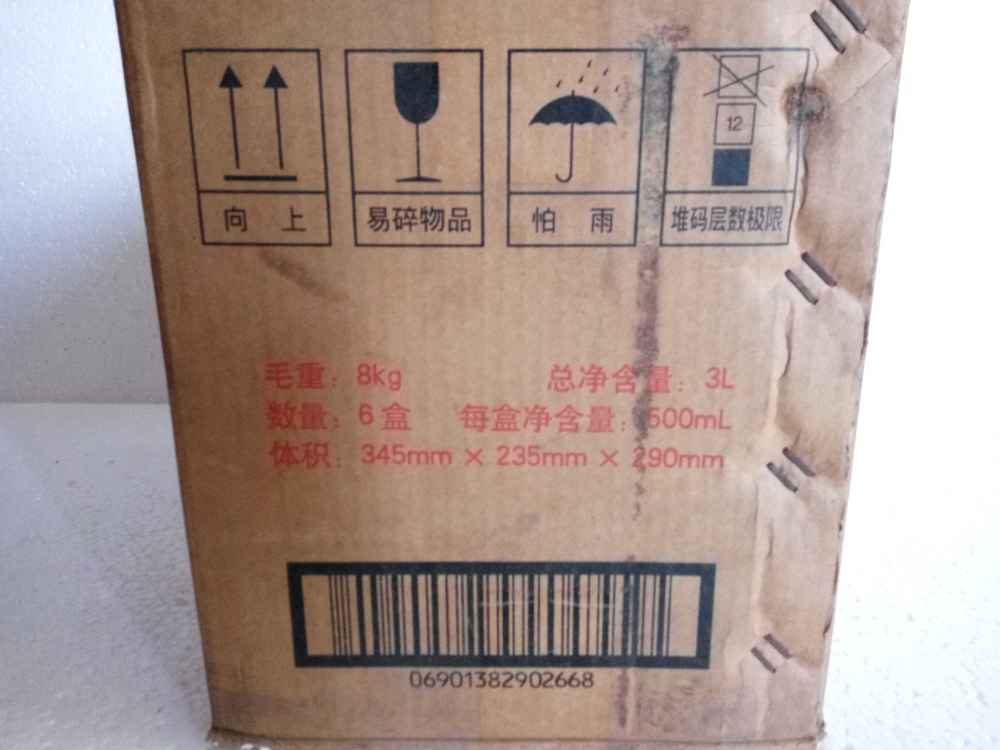 12
向 上 易碎物品 怕 雨 堆码层数极限
毛重：8kg 总净含量：3L
数量：6盒 每盒净含量：500mL
体积：345mm × 235mm × 290mm
06901382902668